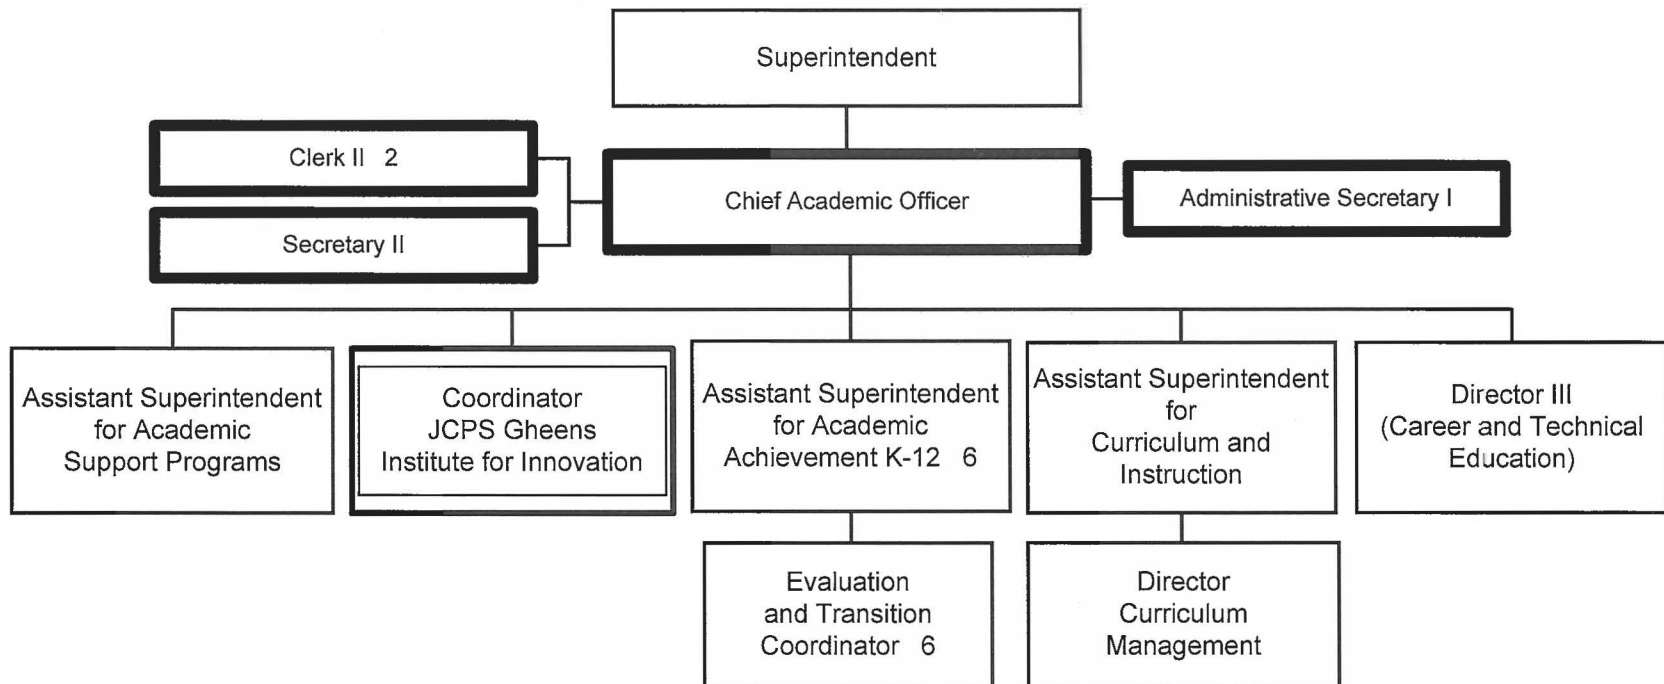 Superintendent
Clerk II 2
Secretary II
Chief Academic Officer
Administrative Secretary I
Assistant Superintendent
for Academic
Support Programs
Coordinator
JCPS Gheens
Institute for Innovation
Assistant Superintendent
for Academic
Achievement K-12 6
Assistant Superintendent
for
Curriculum and
Instruction
Director III
(Career and Technical
Education)
Evaluation
and Transition
Coordinator 6
Director
Curriculum
Management